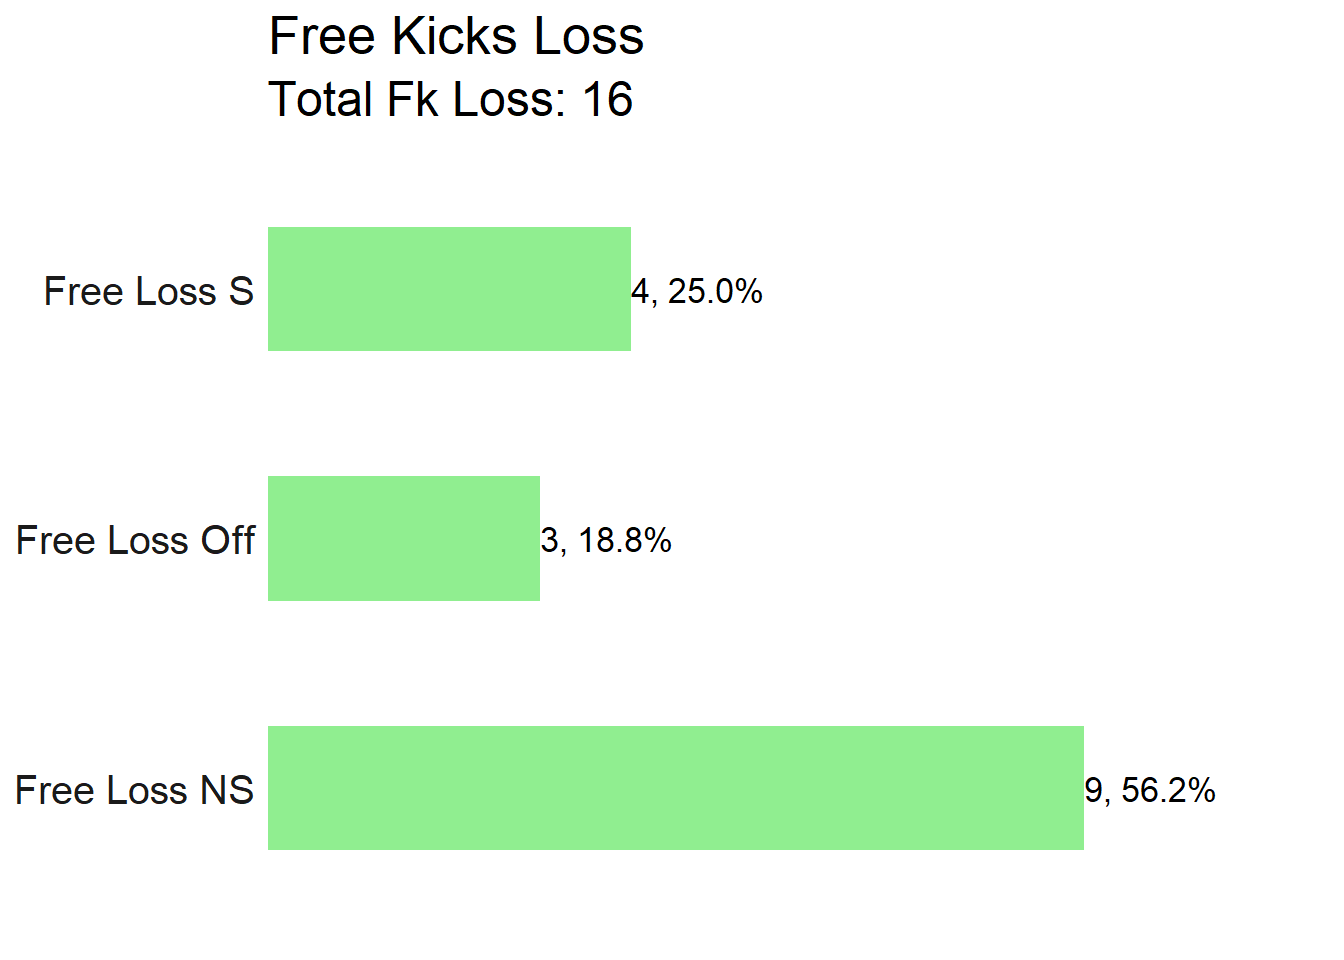 Free Kicks Loss
Total Fk Loss: 16
Free Loss S
4, 25.0%
Free Loss Off
3, 18.8%
Free Loss NS
9, 56.2%